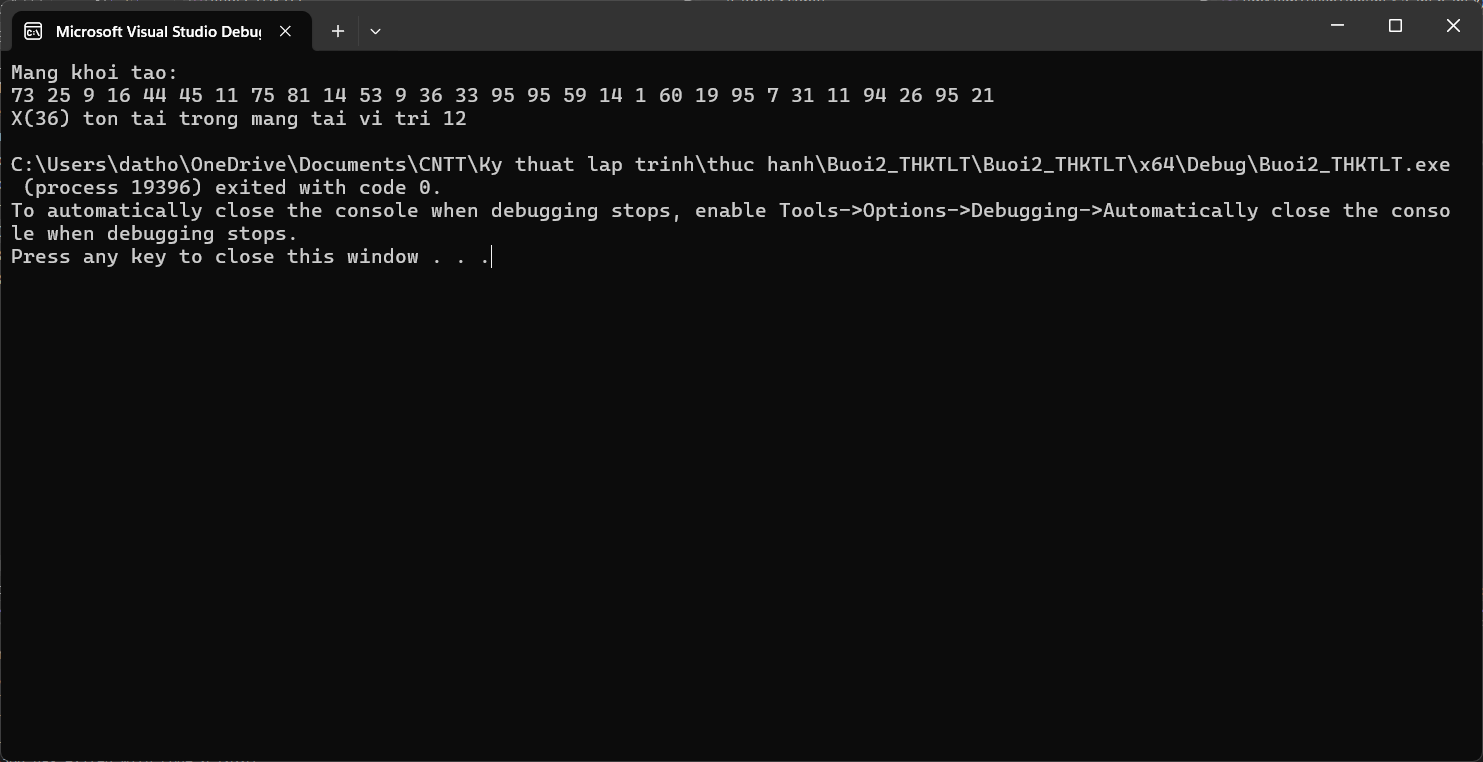 Microsoft Visual Studio Debug
Mang khoi tao:
73 25 9 16 44 45 11 75 81 14 53 9 36 33 95 95 59 14 1 60 19 95 7 31 11 94 26 95 21
X(36) ton tai trong mang tai vi tri 12
C:\Users\datho\OneDrive\Documents\CNTT\Ky thuat lap trinh\thuc hanh\Buoi2_THKTLT\Buoi2_THKTLT\x64\Debug\Buoi2_THKTLT.exe
(process 19396) exited with code 0.
To automatically close the console when debugging stops, enable Tools->Options->Debugging->Automatically close the conso
le when debugging stops.
Press any key to close this window . . .